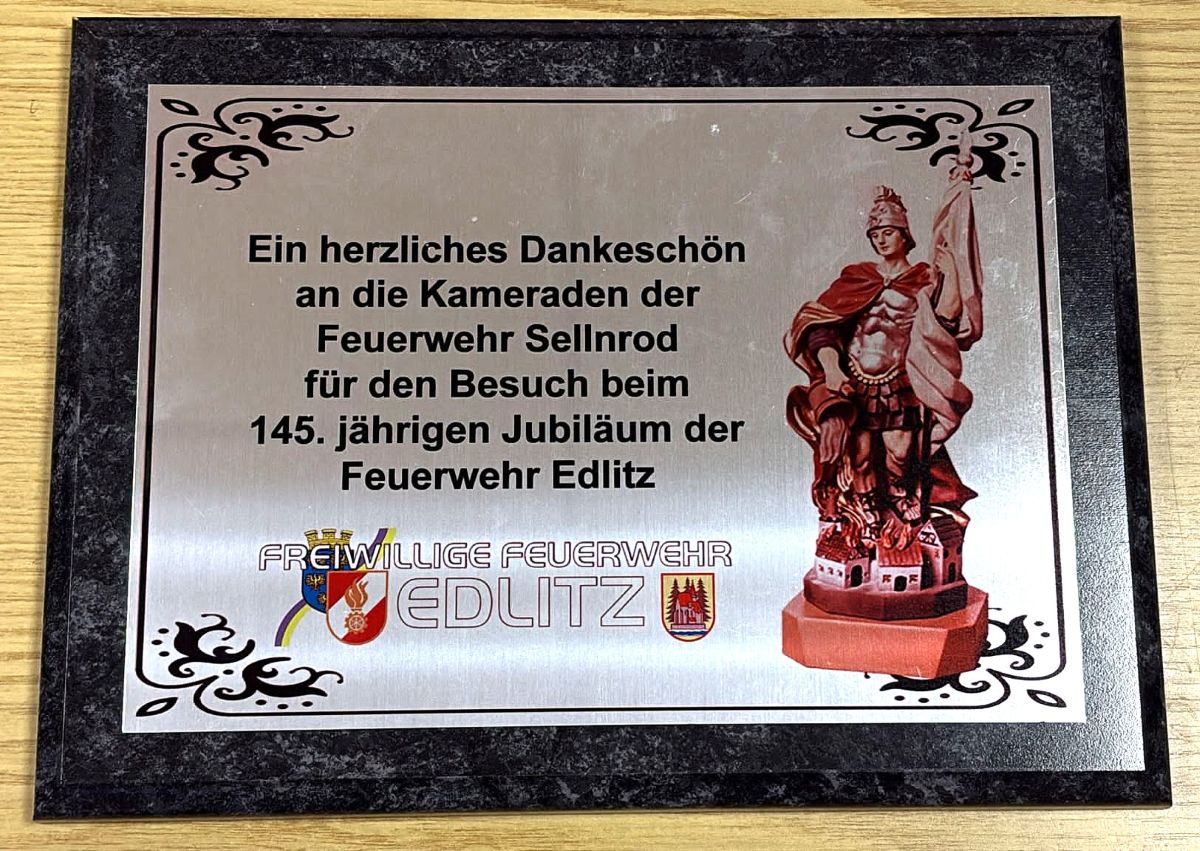 Ein herzliches Dankeschön
an die Kameraden der
Feuerwehr Sellnrod
für den Besuch beim
145. jährigen Jubiläum der
Feuerwehr Edlitz
FREIWILLIGE FEUERWEHR
EDLITZ